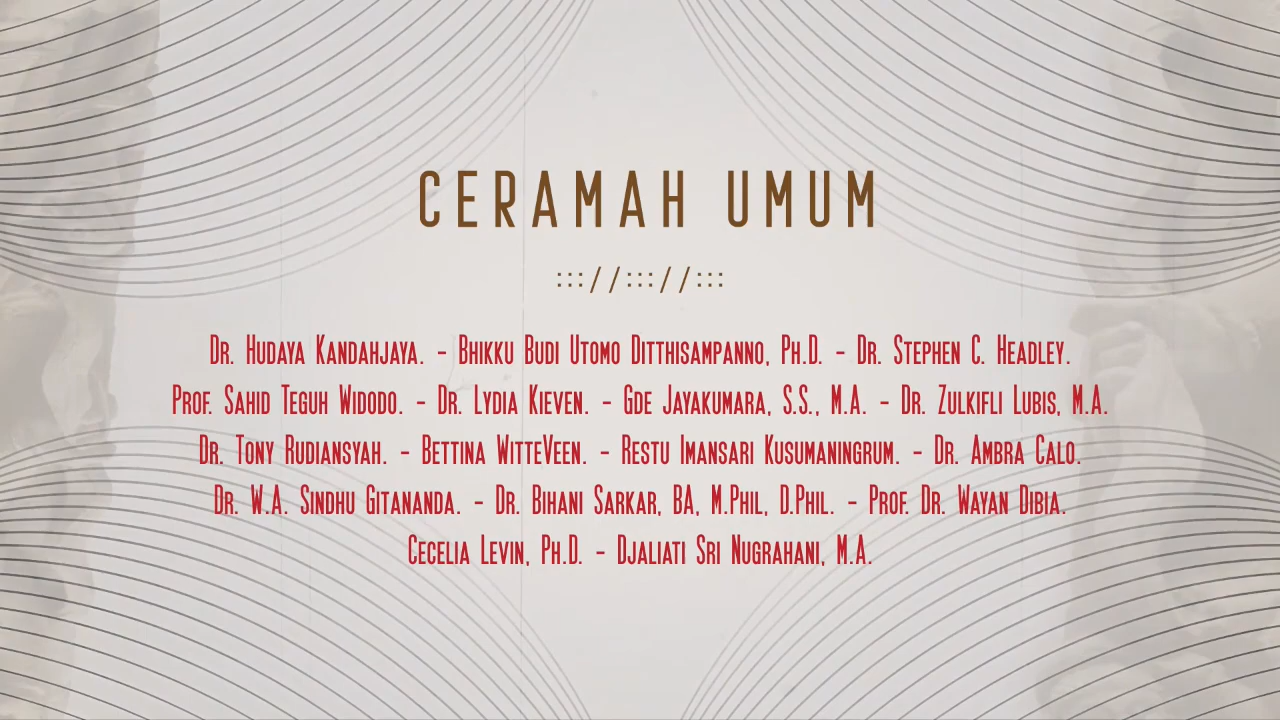 CERAMAH UMUM
::://::://:::
Dr. Hudaya Kandahjaya. - Bhikku Budi Utomo Ditthisampanno, Ph.D. - Dr. Stephen C. Headley.
Prof. Sahid Teguh Widodo. - Dr. Lydia Kieven. - Gde Jayakumara, S.S., M.A. - Dr. Zulkifli Lubis, M.A.
Dr. Tony Rudiansyah. - Bettina WitteVeen. - Restu Imansari Kusumaningrum. - Dr. Ambra Calo.
Dr. W.A. Sindhu Gitananda. - Dr. Bihani Sarkar, BA, M.Phil, D.Phil. - Prof. Dr. Wayan Dibia.
Cecelia Levin, Ph.D. - Djaliati Sri Nugrahani, M.A.